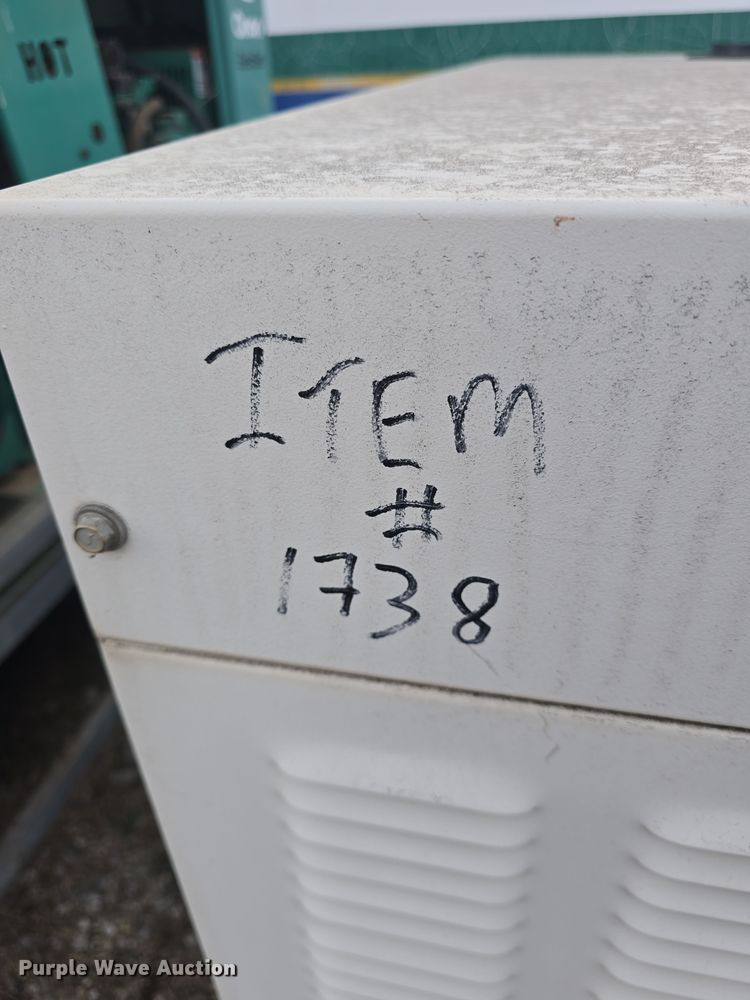 HOT
ITEM
#
1738
Purple Wave Auction